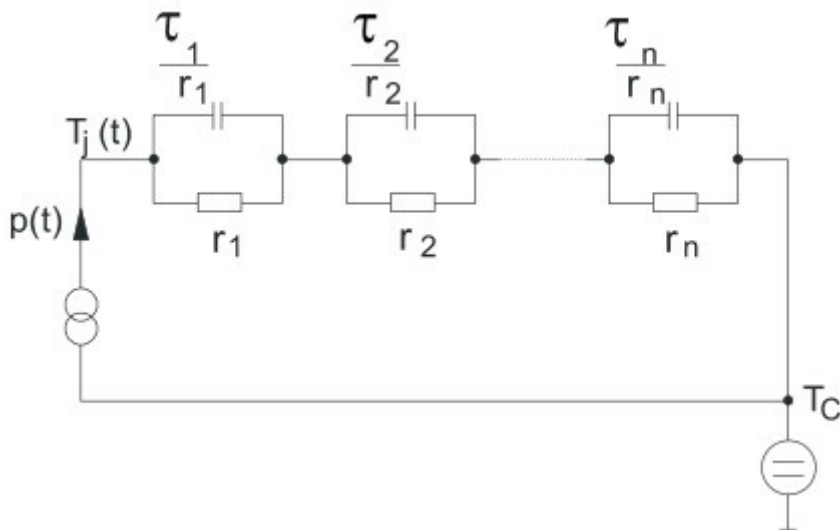 τ1 τ2 τn
r1 r2 rn
Tj(t)
p(t)
r1 r2 rn
TC